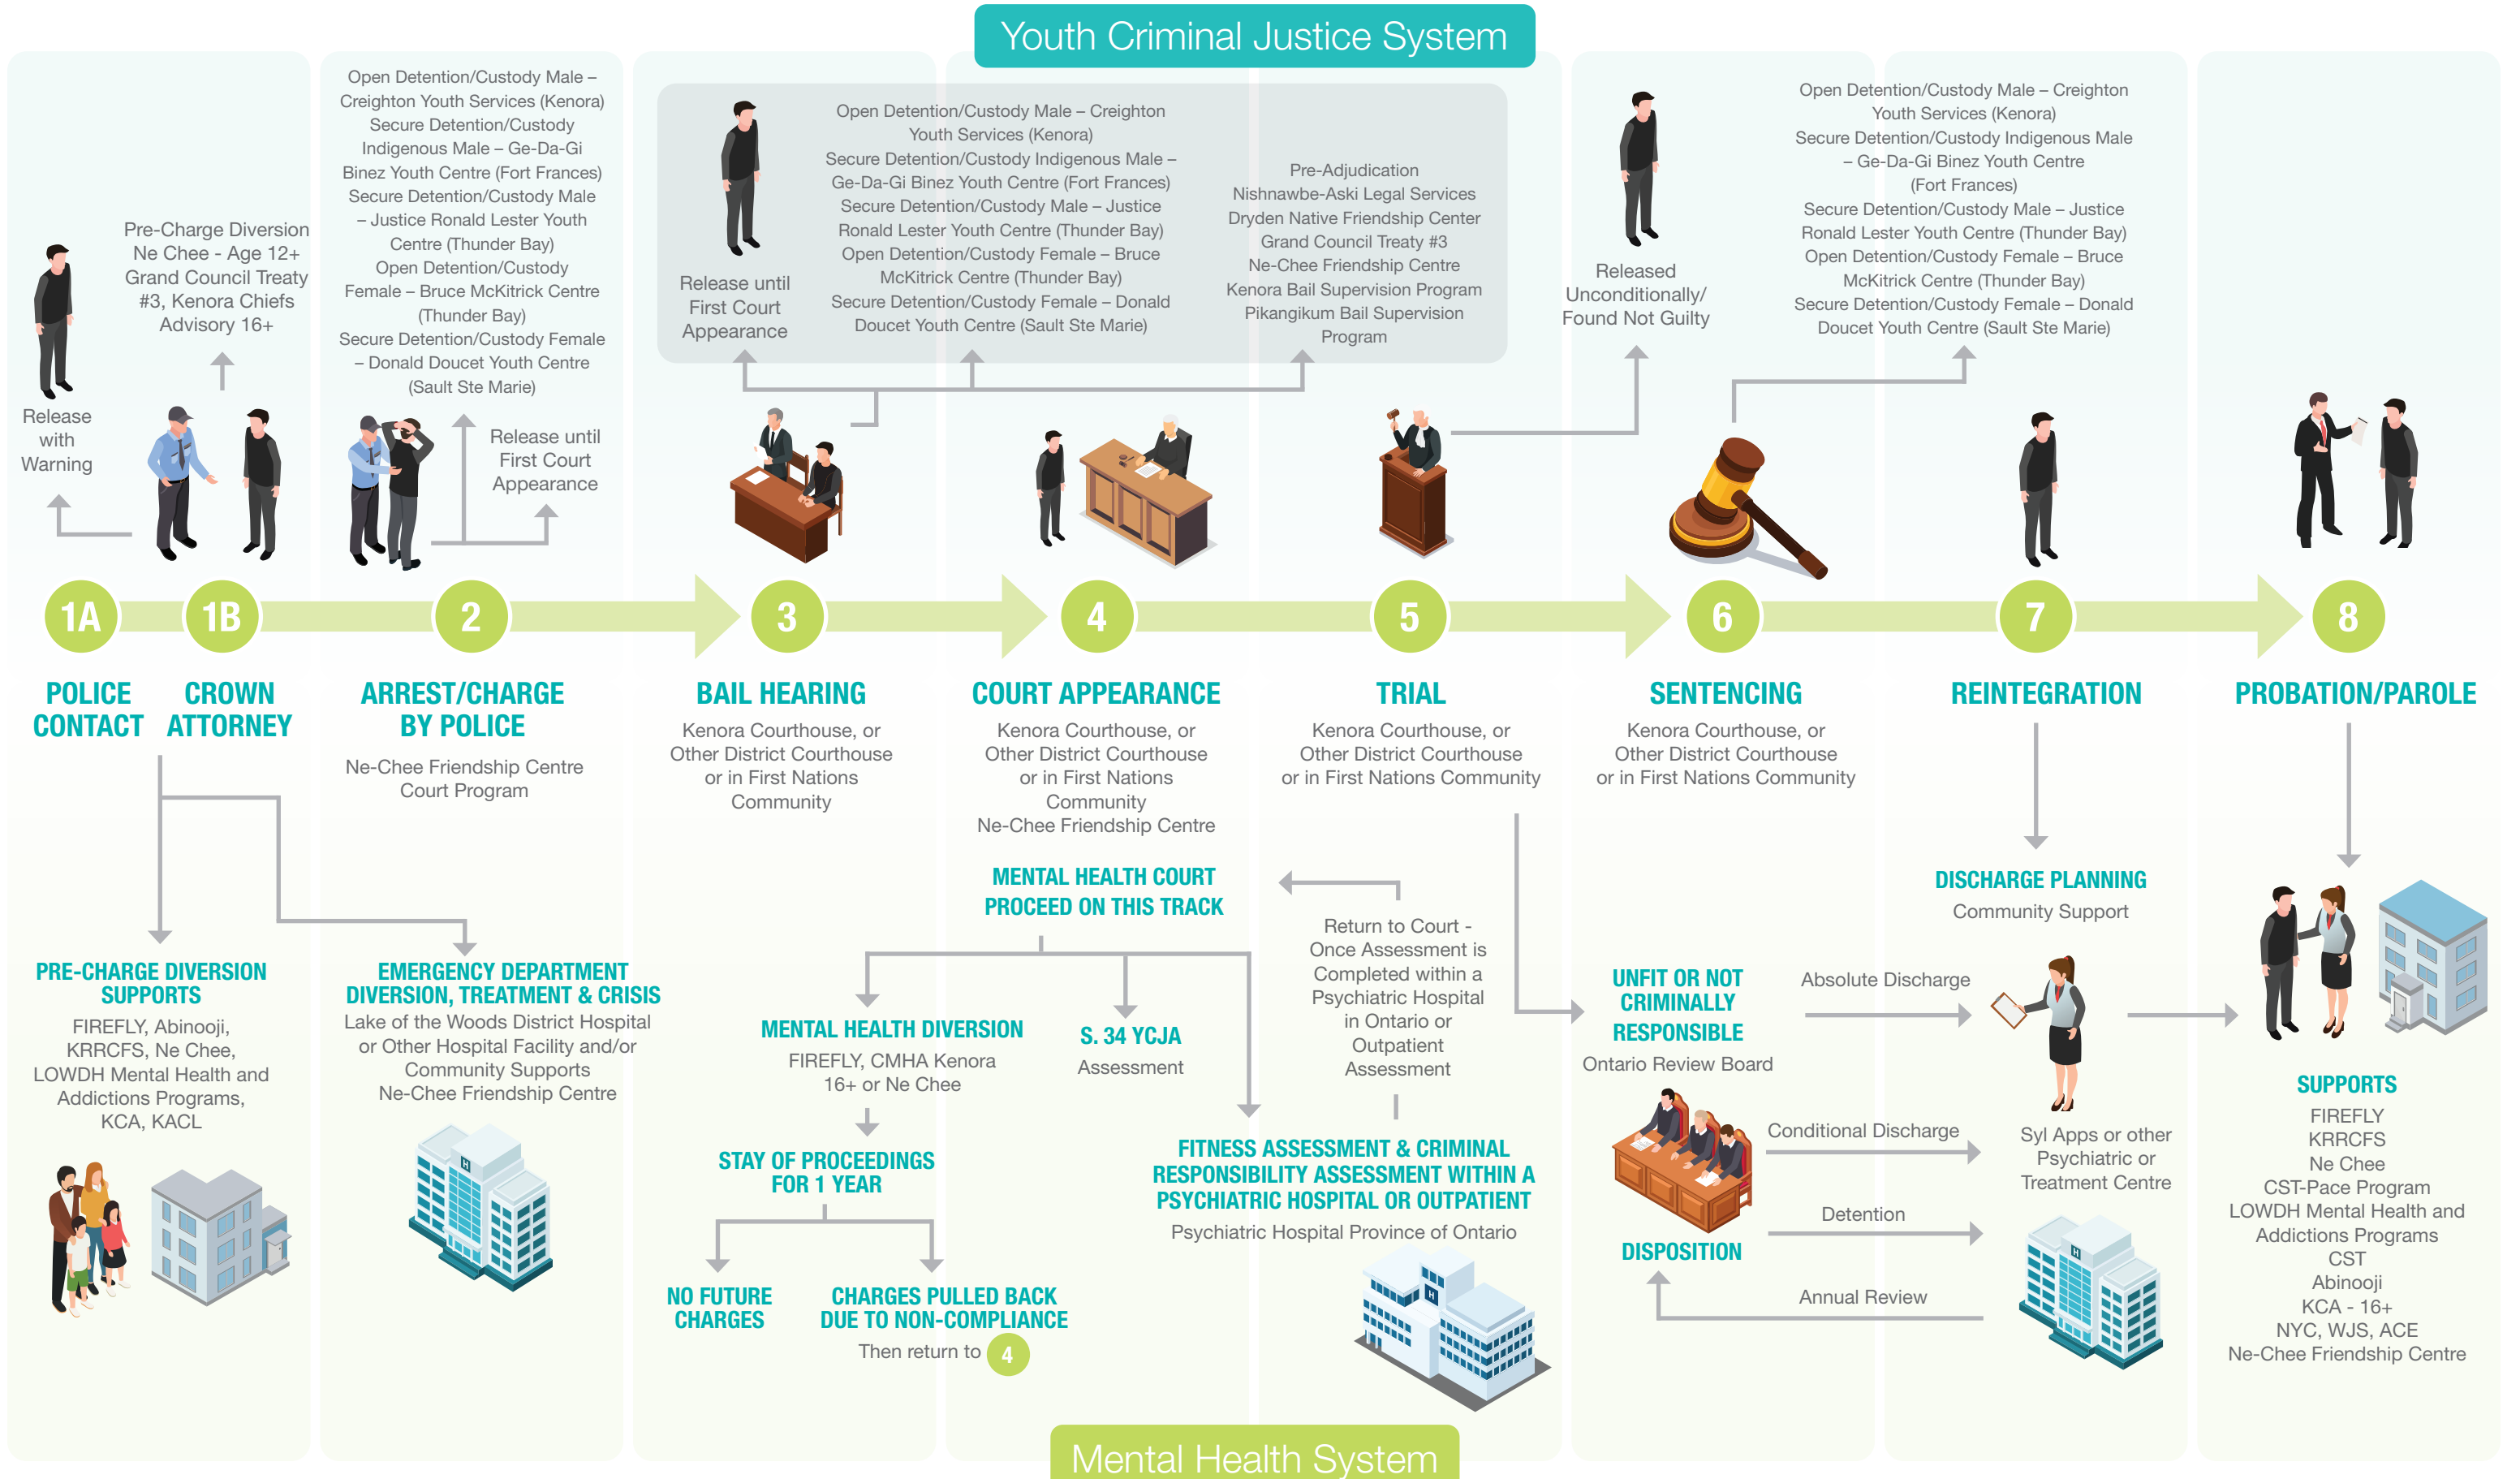 Youth Criminal Justice System
Release
with
Warning
Pre-Charge Diversion
Ne Chee - Age 12+
Grand Council Treaty
#3, Kenora Chiefs
Advisory 16+
Open Detention/Custody Male –
Creighton Youth Services (Kenora)
Secure Detention/Custody
Indigenous Male – Ge-Da-Gi
Binez Youth Centre (Fort Frances)
Secure Detention/Custody Male
– Justice Ronald Lester Youth
Centre (Thunder Bay)
Open Detention/Custody
Female – Bruce McKitrick Centre
(Thunder Bay)
Secure Detention/Custody Female
– Donald Doucet Youth Centre
(Sault Ste Marie)
Release until
First Court
Appearance
Release until
First Court
Appearance
Open Detention/Custody Male – Creighton
Youth Services (Kenora)
Secure Detention/Custody Indigenous Male –
Ge-Da-Gi Binez Youth Centre (Fort Frances)
Secure Detention/Custody Male – Justice
Ronald Lester Youth Centre (Thunder Bay)
Open Detention/Custody Female – Bruce
McKitrick Centre (Thunder Bay)
Secure Detention/Custody Female – Donald
Doucet Youth Centre (Sault Ste Marie)
Pre-Adjudication
Nishnawbe-Aski Legal Services
Dryden Native Friendship Center
Grand Council Treaty #3
Ne-Chee Friendship Centre
Kenora Bail Supervision Program
Pikangikum Bail Supervision
Program
Released
Unconditionally/
Found Not Guilty
Open Detention/Custody Male – Creighton
Youth Services (Kenora)
Secure Detention/Custody Indigenous Male
– Ge-Da-Gi Binez Youth Centre
(Fort Frances)
Secure Detention/Custody Male – Justice
Ronald Lester Youth Centre (Thunder Bay)
Open Detention/Custody Female – Bruce
McKitrick Centre (Thunder Bay)
Secure Detention/Custody Female – Donald
Doucet Youth Centre (Sault Ste Marie)
1A
1B
2
3
4
5
6
7
8
POLICE
CONTACT
CROWN
ATTORNEY
ARREST/CHARGE
BY POLICE
Ne-Chee Friendship Centre
Court Program
BAIL HEARING
Kenora Courthouse, or
Other District Courthouse
or in First Nations
Community
COURT APPEARANCE
Kenora Courthouse, or
Other District Courthouse
or in First Nations
Community
Ne-Chee Friendship Centre
TRIAL
Kenora Courthouse, or
Other District Courthouse
or in First Nations Community
SENTENCING
Kenora Courthouse, or
Other District Courthouse
or in First Nations Community
REINTEGRATION
PROBATION/PAROLE
PRE-CHARGE DIVERSION
SUPPORTS
FIREFLY, Abinooji,
KRRCFS, Ne Chee,
LOWDH Mental Health and
Addictions Programs,
KCA, KACL
EMERGENCY DEPARTMENT
DIVERSION, TREATMENT & CRISIS
Lake of the Woods District Hospital
or Other Hospital Facility and/or
Community Supports
Ne-Chee Friendship Centre
H
MENTAL HEALTH COURT
PROCEED ON THIS TRACK
MENTAL HEALTH DIVERSION
FIREFLY, CMHA Kenora
16+ or Ne Chee
STAY OF PROCEEDINGS
FOR 1 YEAR
NO FUTURE
CHARGES
CHARGES PULLED BACK
DUE TO NON-COMPLIANCE
Then return to 4
S. 34 YCJA
Assessment
Return to Court -
Once Assessment is
Completed within a
Psychiatric Hospital
in Ontario or
Outpatient
Assessment
FITNESS ASSESSMENT & CRIMINAL
RESPONSIBILITY ASSESSMENT WITHIN A
PSYCHIATRIC HOSPITAL OR OUTPATIENT
Psychiatric Hospital Province of Ontario
H
UNFIT OR NOT
CRIMINALLY
RESPONSIBLE
Ontario Review Board
DISPOSITION
Absolute Discharge
Conditional Discharge
Detention
Annual Review
DISCHARGE PLANNING
Community Support
Syl Apps or other
Psychiatric or
Treatment Centre
H
SUPPORTS
FIREFLY
KRRCFS
Ne Chee
CST-Pace Program
LOWDH Mental Health and
Addictions Programs
CST
Abinooji
KCA - 16+
NYC, WJS, ACE
Ne-Chee Friendship Centre
Mental Health System